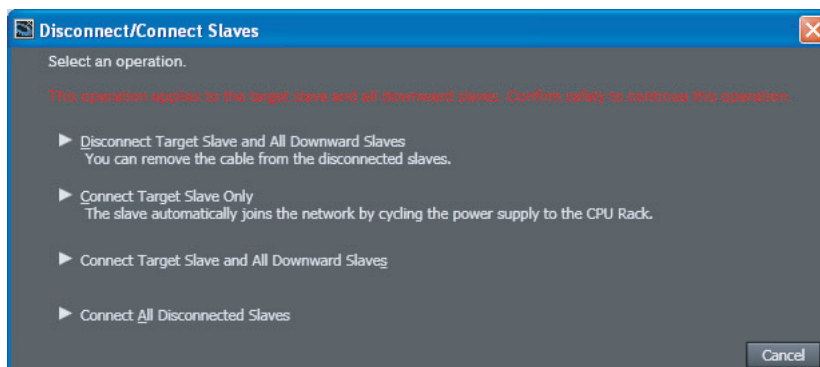 Disconnect/Connect Slaves
Select an operation.
This operation applies to the target slave and all downward slaves. Confirm safety to continue this operation.
Disconnect Target Slave and All Downward Slaves
You can remove the cable from the disconnected slaves.
Connect Target Slave Only
The slave automatically joins the network by cycling the power supply to the CPU Rack.
Connect Target Slave and All Downward Slaves
Connect All Disconnected Slaves
Cancel